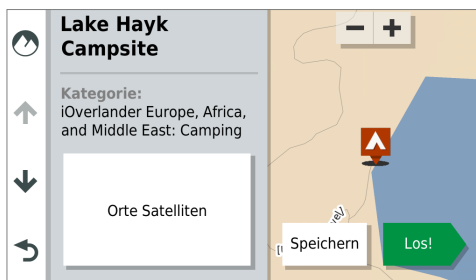 Lake Hayk
Campsite
Kategorie:
iOverlander Europe, Africa,
and Middle East: Camping
Orte Satelliten
Speichern
Los!